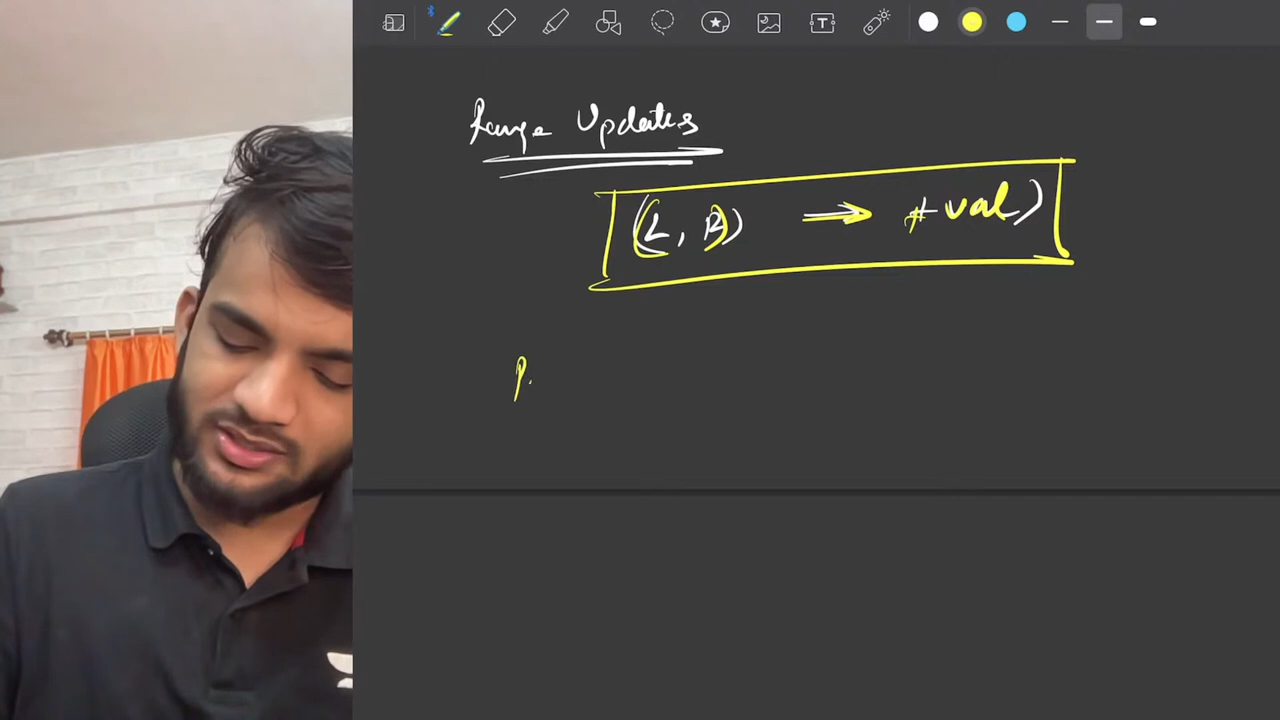 Range Updates
(L, R) → + val)
P.